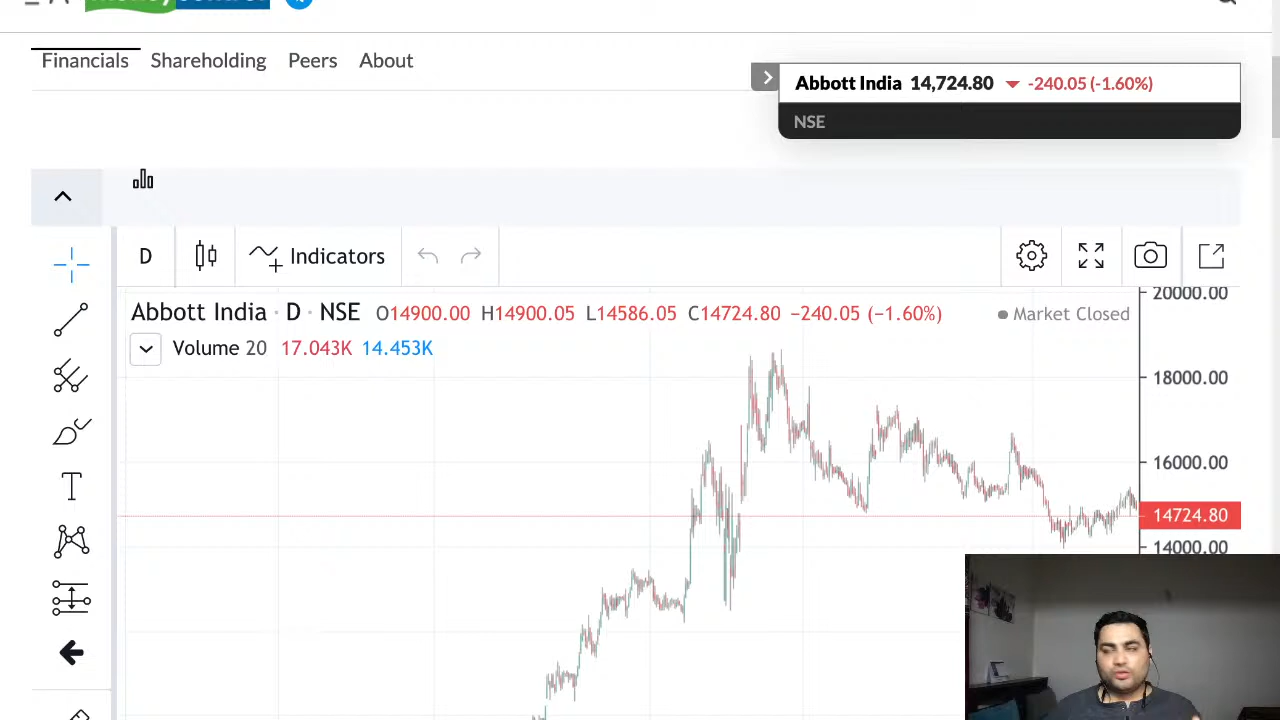 moneycontrol
Financials Shareholding Peers About
Abbott India 14,724.80 -240.05 (-1.60%)
NSE
D Indicators
Abbott India · D · NSE O14900.00 H14900.05 L14586.05 C14724.80 −240.05 (−1.60%) Market Closed
Volume 20 17.043K 14.453K
20000.00
18000.00
16000.00
14724.80
14000.00
T